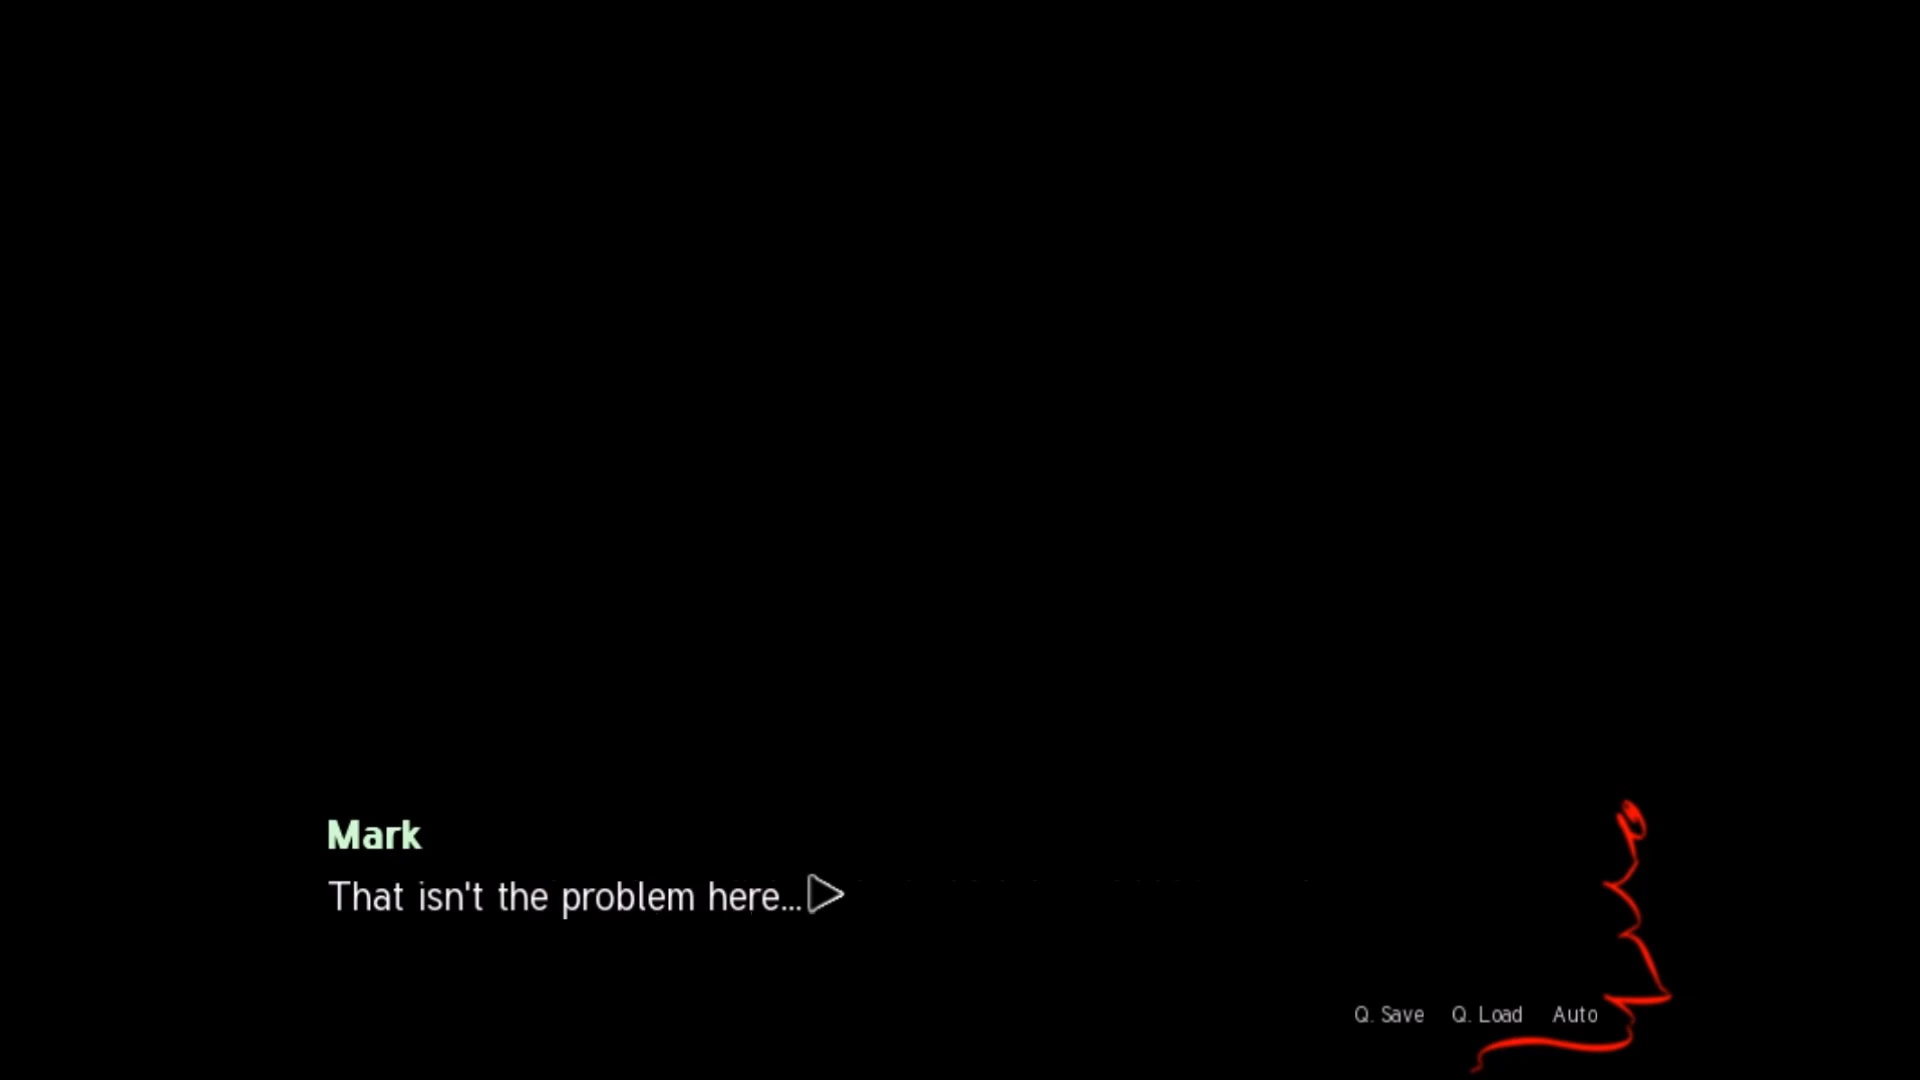 Mark
That isn't the problem here...
Q. Save Q. Load Auto